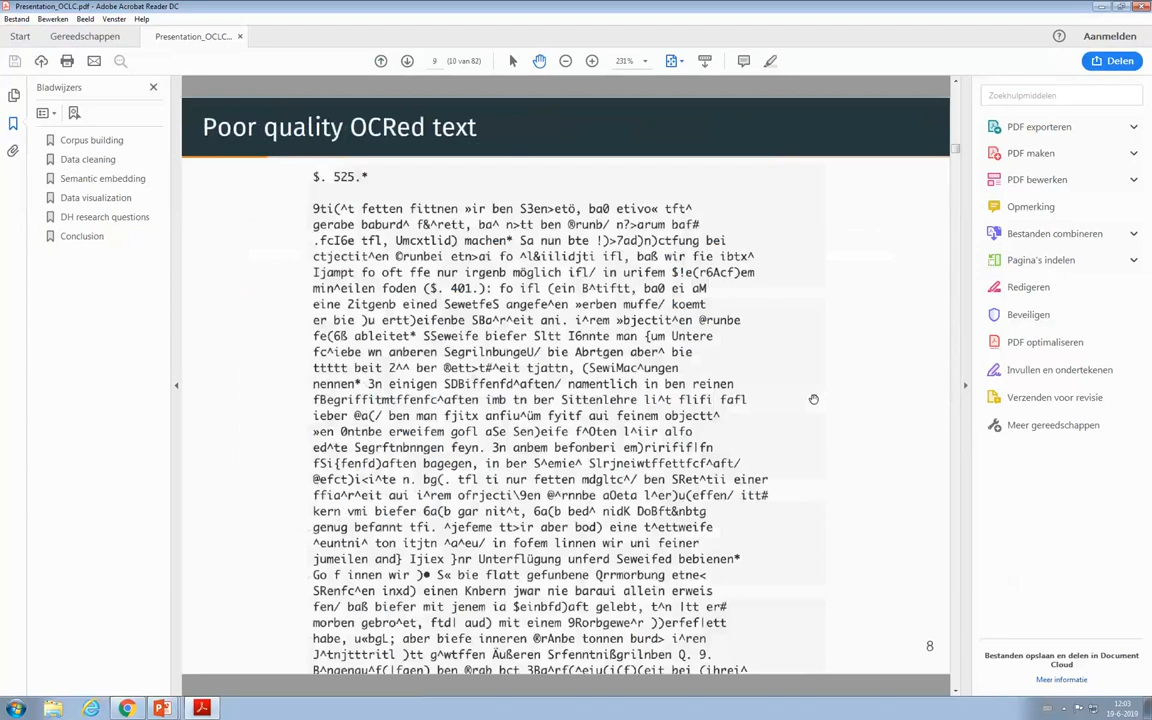 Presentation_OCLC.pdf - Adobe Acrobat Reader DC
Bestand Bewerken Beeld Venster Help
Start Gereedschappen Presentation_OCLC... × Aanmelden
9 (10 van 82) 231% Delen
Bladwijzers
Corpus building
Data cleaning
Semantic embedding
Data visualization
DH research questions
Conclusion
Poor quality OCRed text
$. 525.*
9ti(^t fetten fittnen »ir ben S3en>etö, ba0 etivo« tft^
gerabe baburd^ f&^rett, ba^ n>tt ben ®runb/ n?>arum baf#
.fcI6e tfl, Umcxtlid) machen* Sa nun bte !)>7ad)n)ctfung bei
ctjectit^en ©runbei etn>ai fo ^l&iilidjti ifl, baß wir fie ibtx^
Ijampt fo oft ffe nur irgenb möglich ifl/ in urifem $!e(r6Acf)em
min^eilen foden ($. 401.): fo ifl (ein B^tiftt, ba0 ei aM
eine Zitgenb eined SewetfeS angefe^en »erben muffe/ koemt
er bie )u ertt)eifenbe SBa^r^eit ani. i^rem »bjectit^en @runbe
fe(6ß ableitet* SSeweife biefer Sltt I6nnte man {um Untere
fc^iebe wn anberen SegrilnbungeU/ bie Abrtgen aber^ bie
ttttt beit Z^^ ber ®ett>t#^eit tjattn, (SewiMac^ungen
nennen* 3n einigen SDBiffenfd^aften/ namentlich in ben reinen
fBegriffitmtffenfc^aften imb tn ber Sittenlehre li^t flifi fafl
ieber @a(/ ben man fjitx anfiu^üm fyitf aui feinem objectt^
»en 0ntnbe erweifem gofl aSe Sen)eife f^Oten l^iir alfo
ed^te Segrftnbnngen feyn. 3n anbem befonberi em)ririfif|fn
fSi{fenfd)aften bagegen, in ber S^emie^ Slrjneiwtffettfcf^aft/
@efct)i<i^te n. bg(. tfl ti nur fetten mdgltc^/ ben SRet^tii einer
ffia^r^eit aui i^rem ofrjecti\9en @^rnnbe aOeta l^er)u(effen/ itt#
kern vmi biefer 6a(b gar nit^t, 6a(b bed^ nidK DoBft&nbtg
genug befannt tfi. ^jefeme tt>ir aber bod) eine t^ettweife
^euntni^ ton itjtn ^a^eu/ in fofem linnen wir uni feiner
jumeilen and} Ijiex }nr Unterflügung unferd Seweifed bebienen*
Go f innen wir )● S« bie flatt gefunbene Qrrmorbung etne<
SRenfc^en inxd) einen Knbern jwar nie baraui allein erweis
fen/ baß biefer mit jenem ia $einbfd)aft gelebt, t^n |tt er#
morben gebro^et, ftd| aud) mit einem 9Rorbgewe^r ))erfef|ett
habe, u«bgL; aber biefe inneren ®rAnbe tonnen burd> i^ren
J^tnjtttritl )tt g^wtffen Äußeren Srfenntnißgrilnben Q. 9.
8
Zoekhulpmiddelen
PDF exporteren
PDF maken
PDF bewerken
Opmerking
Bestanden combineren
Pagina's indelen
Redigeren
Beveiligen
PDF optimaliseren
Invullen en ondertekenen
Verzenden voor revisie
Meer gereedschappen
Bestanden opslaan en delen in Document
Cloud
Meer informatie
12:03
19-6-2019